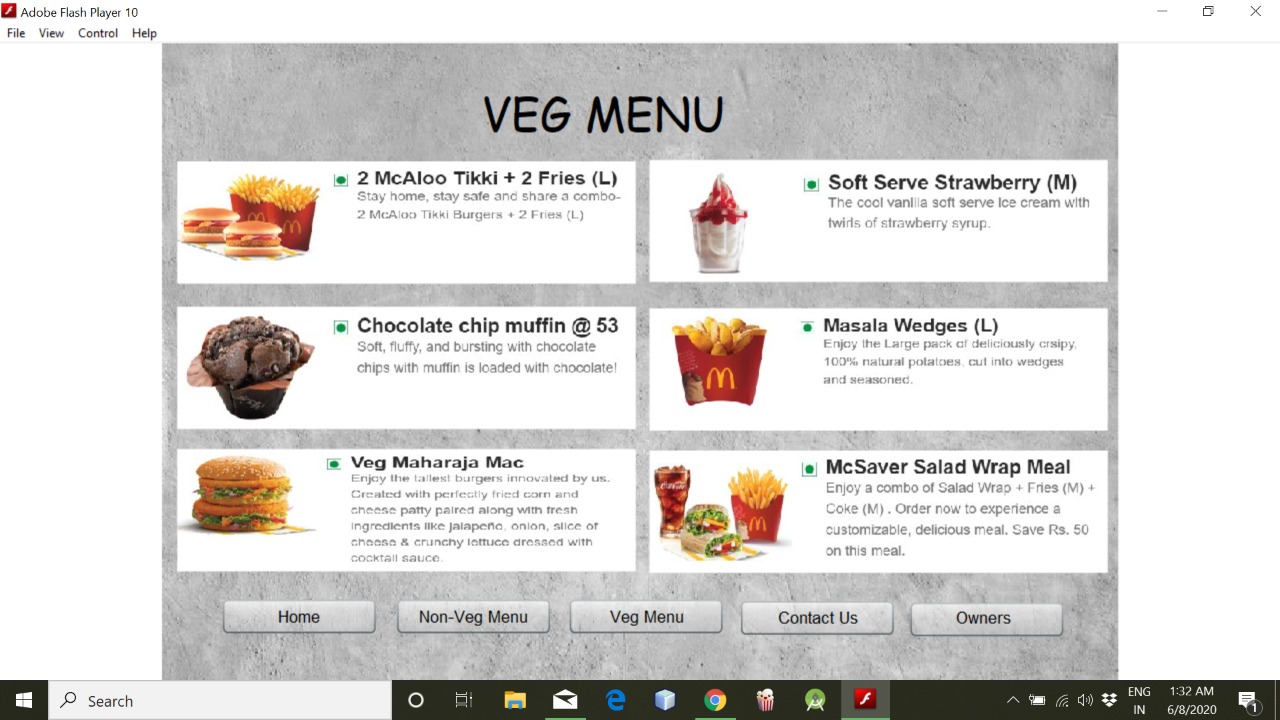 Adobe Flash Player 10
File View Control Help
VEG MENU
2 McAloo Tikki + 2 Fries (L)
Stay home, stay safe and share a combo-
2 McAloo Tikki Burgers + 2 Fries (L)
Soft Serve Strawberry (M)
The cool vanilla soft serve ice cream with
twirls of strawberry syrup.
Chocolate chip muffin @ 53
Soft, fluffy, and bursting with chocolate
chips with muffin is loaded with chocolate!
Masala Wedges (L)
Enjoy the Large pack of deliciously crsipy,
100% natural potatoes, cut into wedges
and seasoned.
Veg Maharaja Mac
Enjoy the tallest burgers innovated by us.
Created with perfectly fried corn and
cheese patty paired along with fresh
ingredients like jalapeño, onion, slice of
cheese & crunchy lettuce dressed with
cocktail sauce.
McSaver Salad Wrap Meal
Enjoy a combo of Salad Wrap + Fries (M) +
Coke (M) . Order now to experience a
customizable, delicious meal. Save Rs. 50
on this meal.
Home Non-Veg Menu Veg Menu Contact Us Owners
Search
ENG
IN
1:32 AM
6/8/2020
1